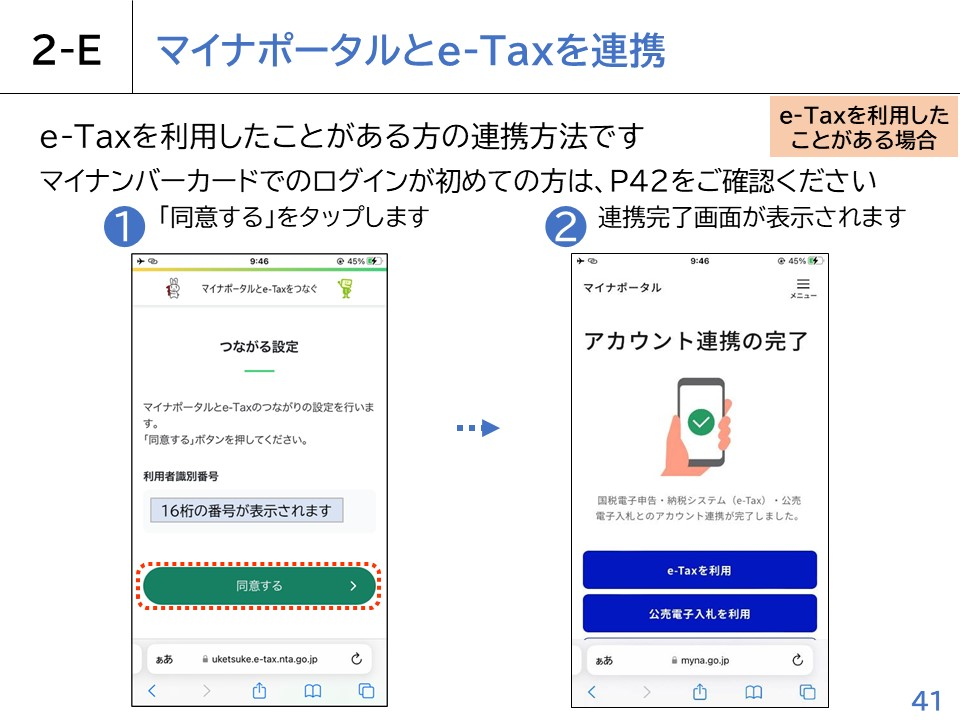 2-E
マイナポータルとe-Taxを連携
e-Taxを利用した
ことがある場合
e-Taxを利用したことがある方の連携方法です
マイナンバーカードでのログインが初めての方は、P42をご確認ください
1 「同意する」をタップします
9:46
45%
マイナポータルとe-Taxをつなぐ
つながる設定
マイナポータルとe-Taxのつながりの設定を行いま
す。
「同意する」ボタンを押してください。
利用者識別番号
16桁の番号が表示されます
同意する
ぁあ uketsuke.e-tax.nta.go.jp
2 連携完了画面が表示されます
9:46
45%
マイナポータル
メニュー
アカウント連携の完了
国税電子申告・納税システム（e-Tax）・公売
電子入札とのアカウント連携が完了しました。
e-Taxを利用
公売電子入札を利用
ぁあ myna.go.jp
41